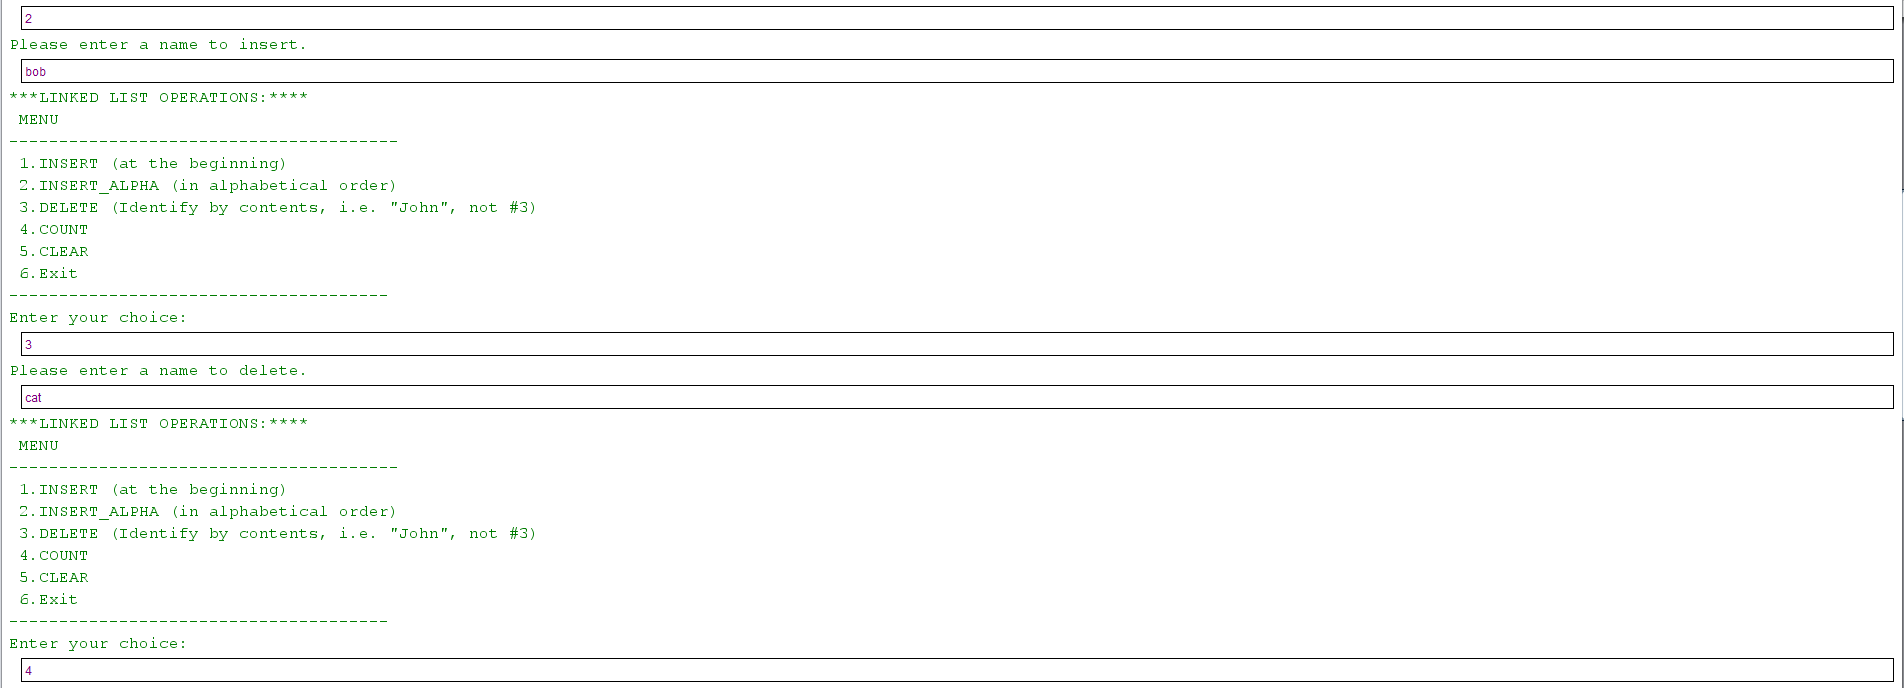 2
Please enter a name to insert.
bob
***LINKED LIST OPERATIONS:****
MENU
---------------------------------------
1.INSERT (at the beginning)
2.INSERT_ALPHA (in alphabetical order)
3.DELETE (Identify by contents, i.e. "John", not #3)
4.COUNT
5.CLEAR
6.Exit
--------------------------------------
Enter your choice:
3
Please enter a name to delete.
cat
***LINKED LIST OPERATIONS:****
MENU
---------------------------------------
1.INSERT (at the beginning)
2.INSERT_ALPHA (in alphabetical order)
3.DELETE (Identify by contents, i.e. "John", not #3)
4.COUNT
5.CLEAR
6.Exit
--------------------------------------
Enter your choice:
4